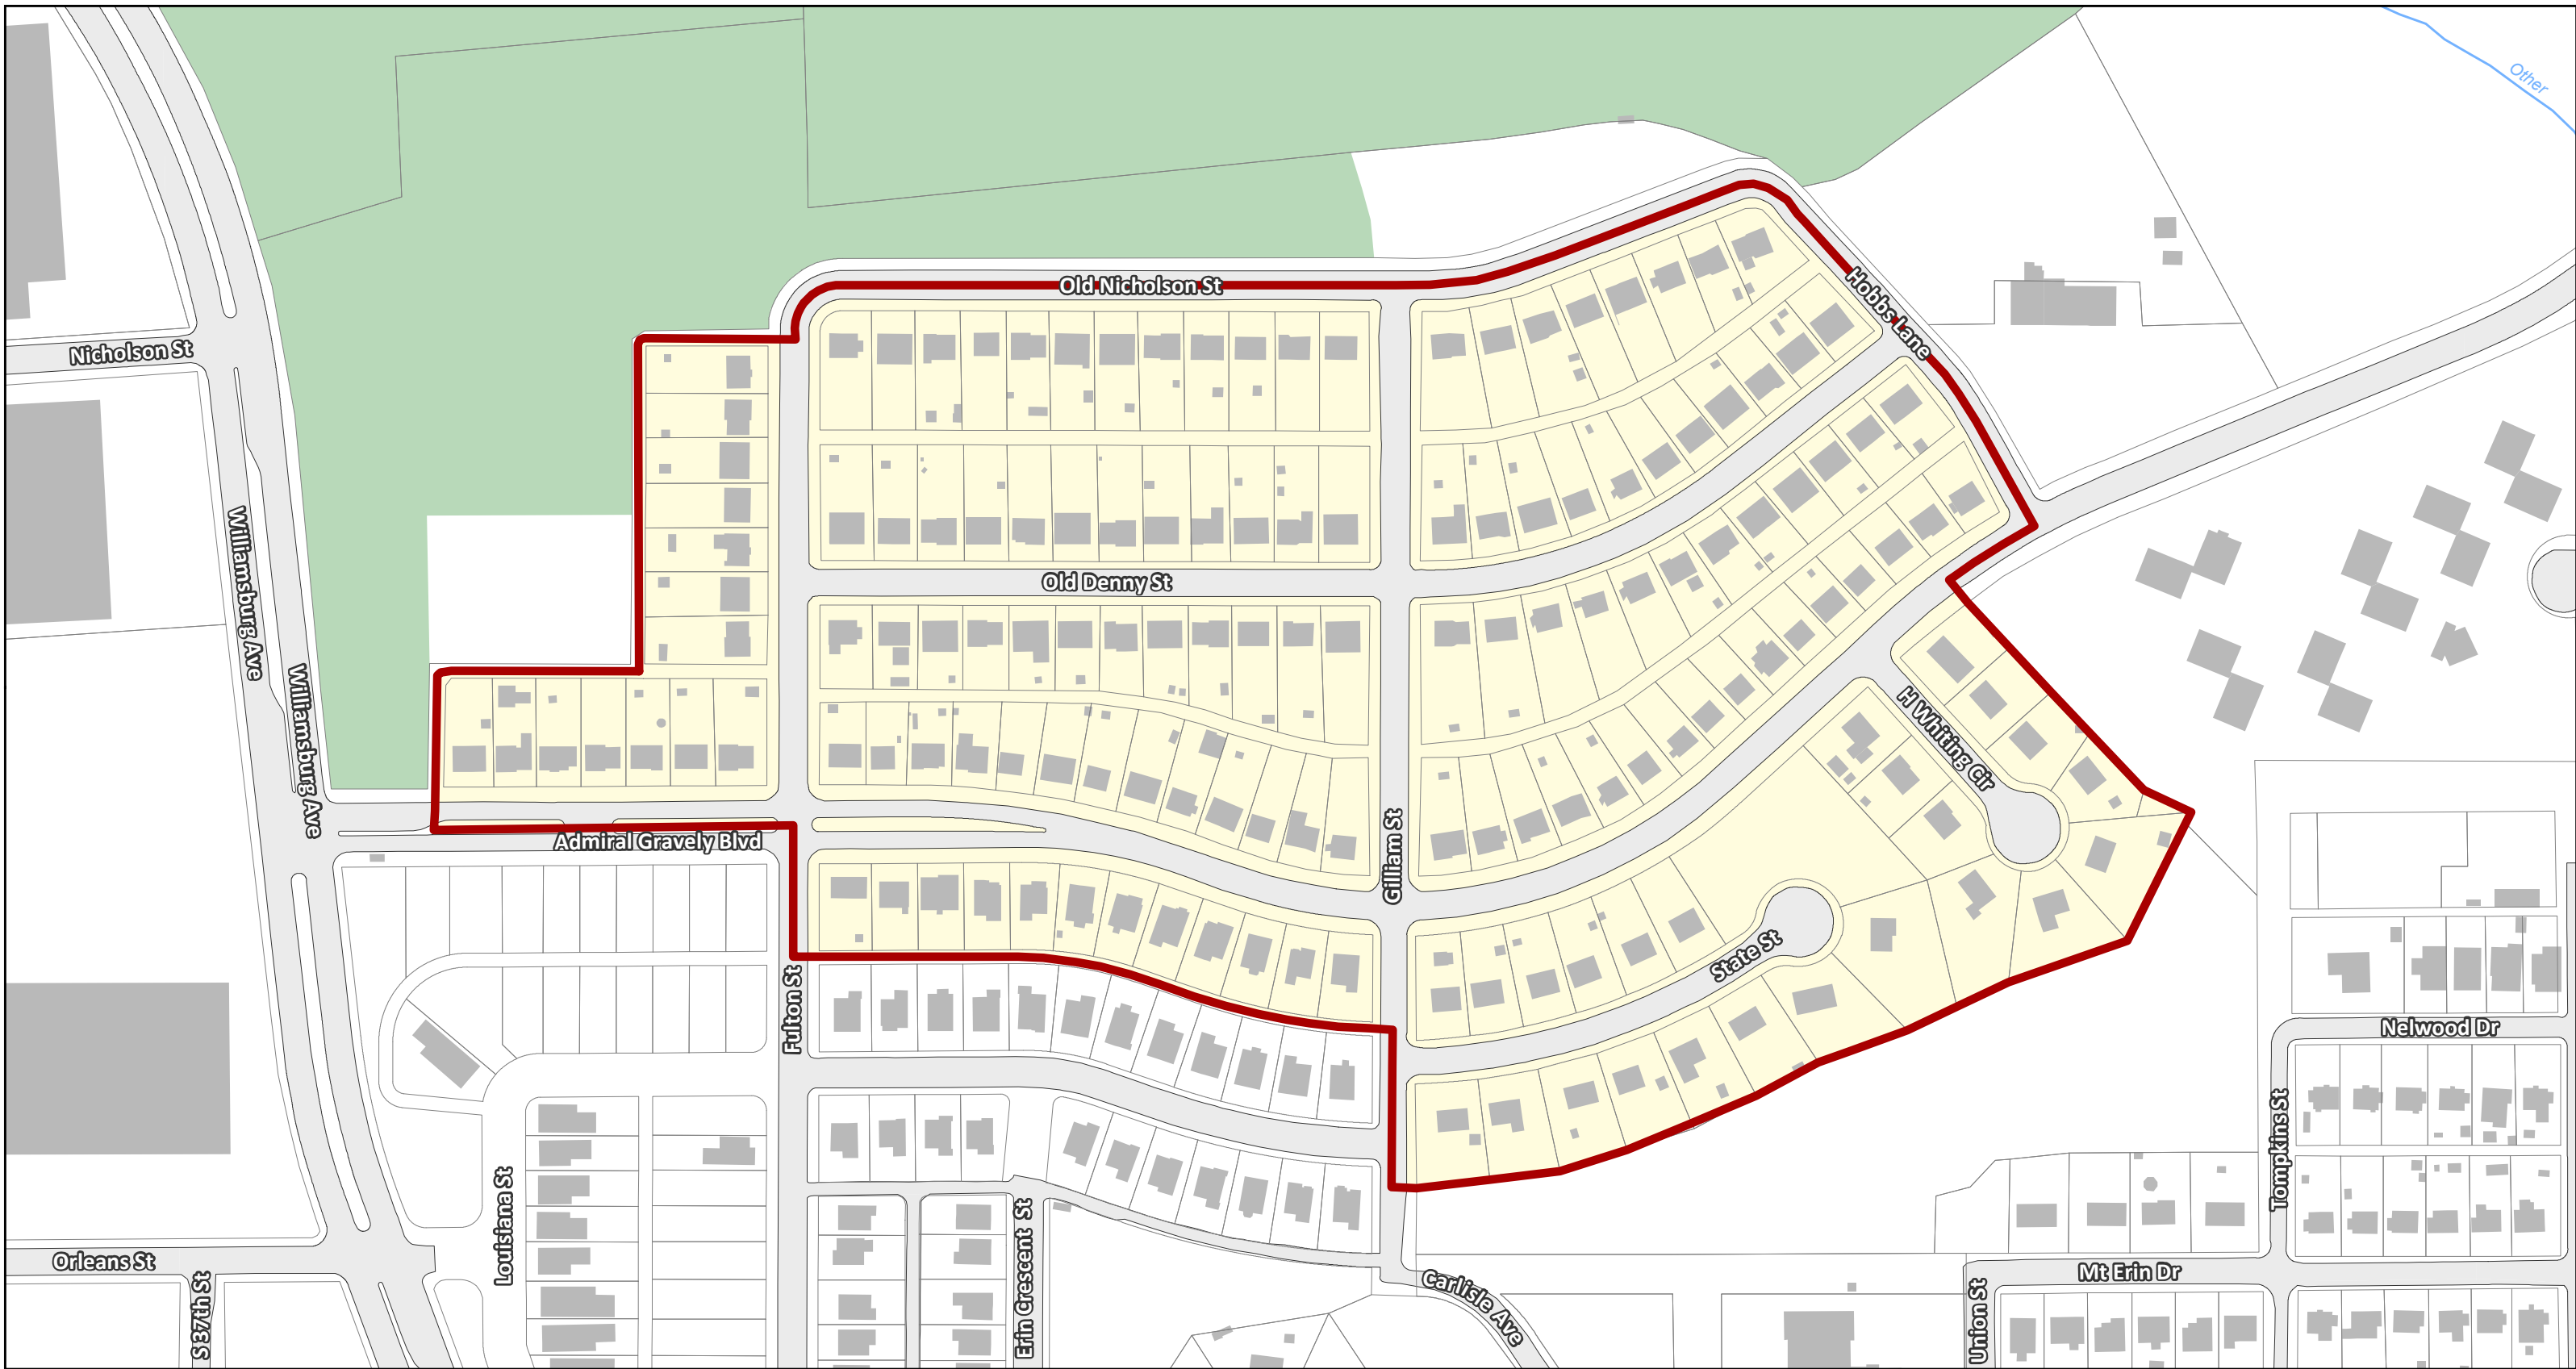 Other
Old Nicholson St
Hobbs Lane
Nicholson St
Williamsburg Ave
Old Denny St
Williamsburg Ave
H Whiting Cir
Admiral Gravely Blvd
Gilliam St
State St
Fulton St
Nelwood Dr
Tompkins St
Louisiana St
Erin Crescent St
Orleans St
S 37th St
Carlisle Ave
Mt Erin Dr
Union St